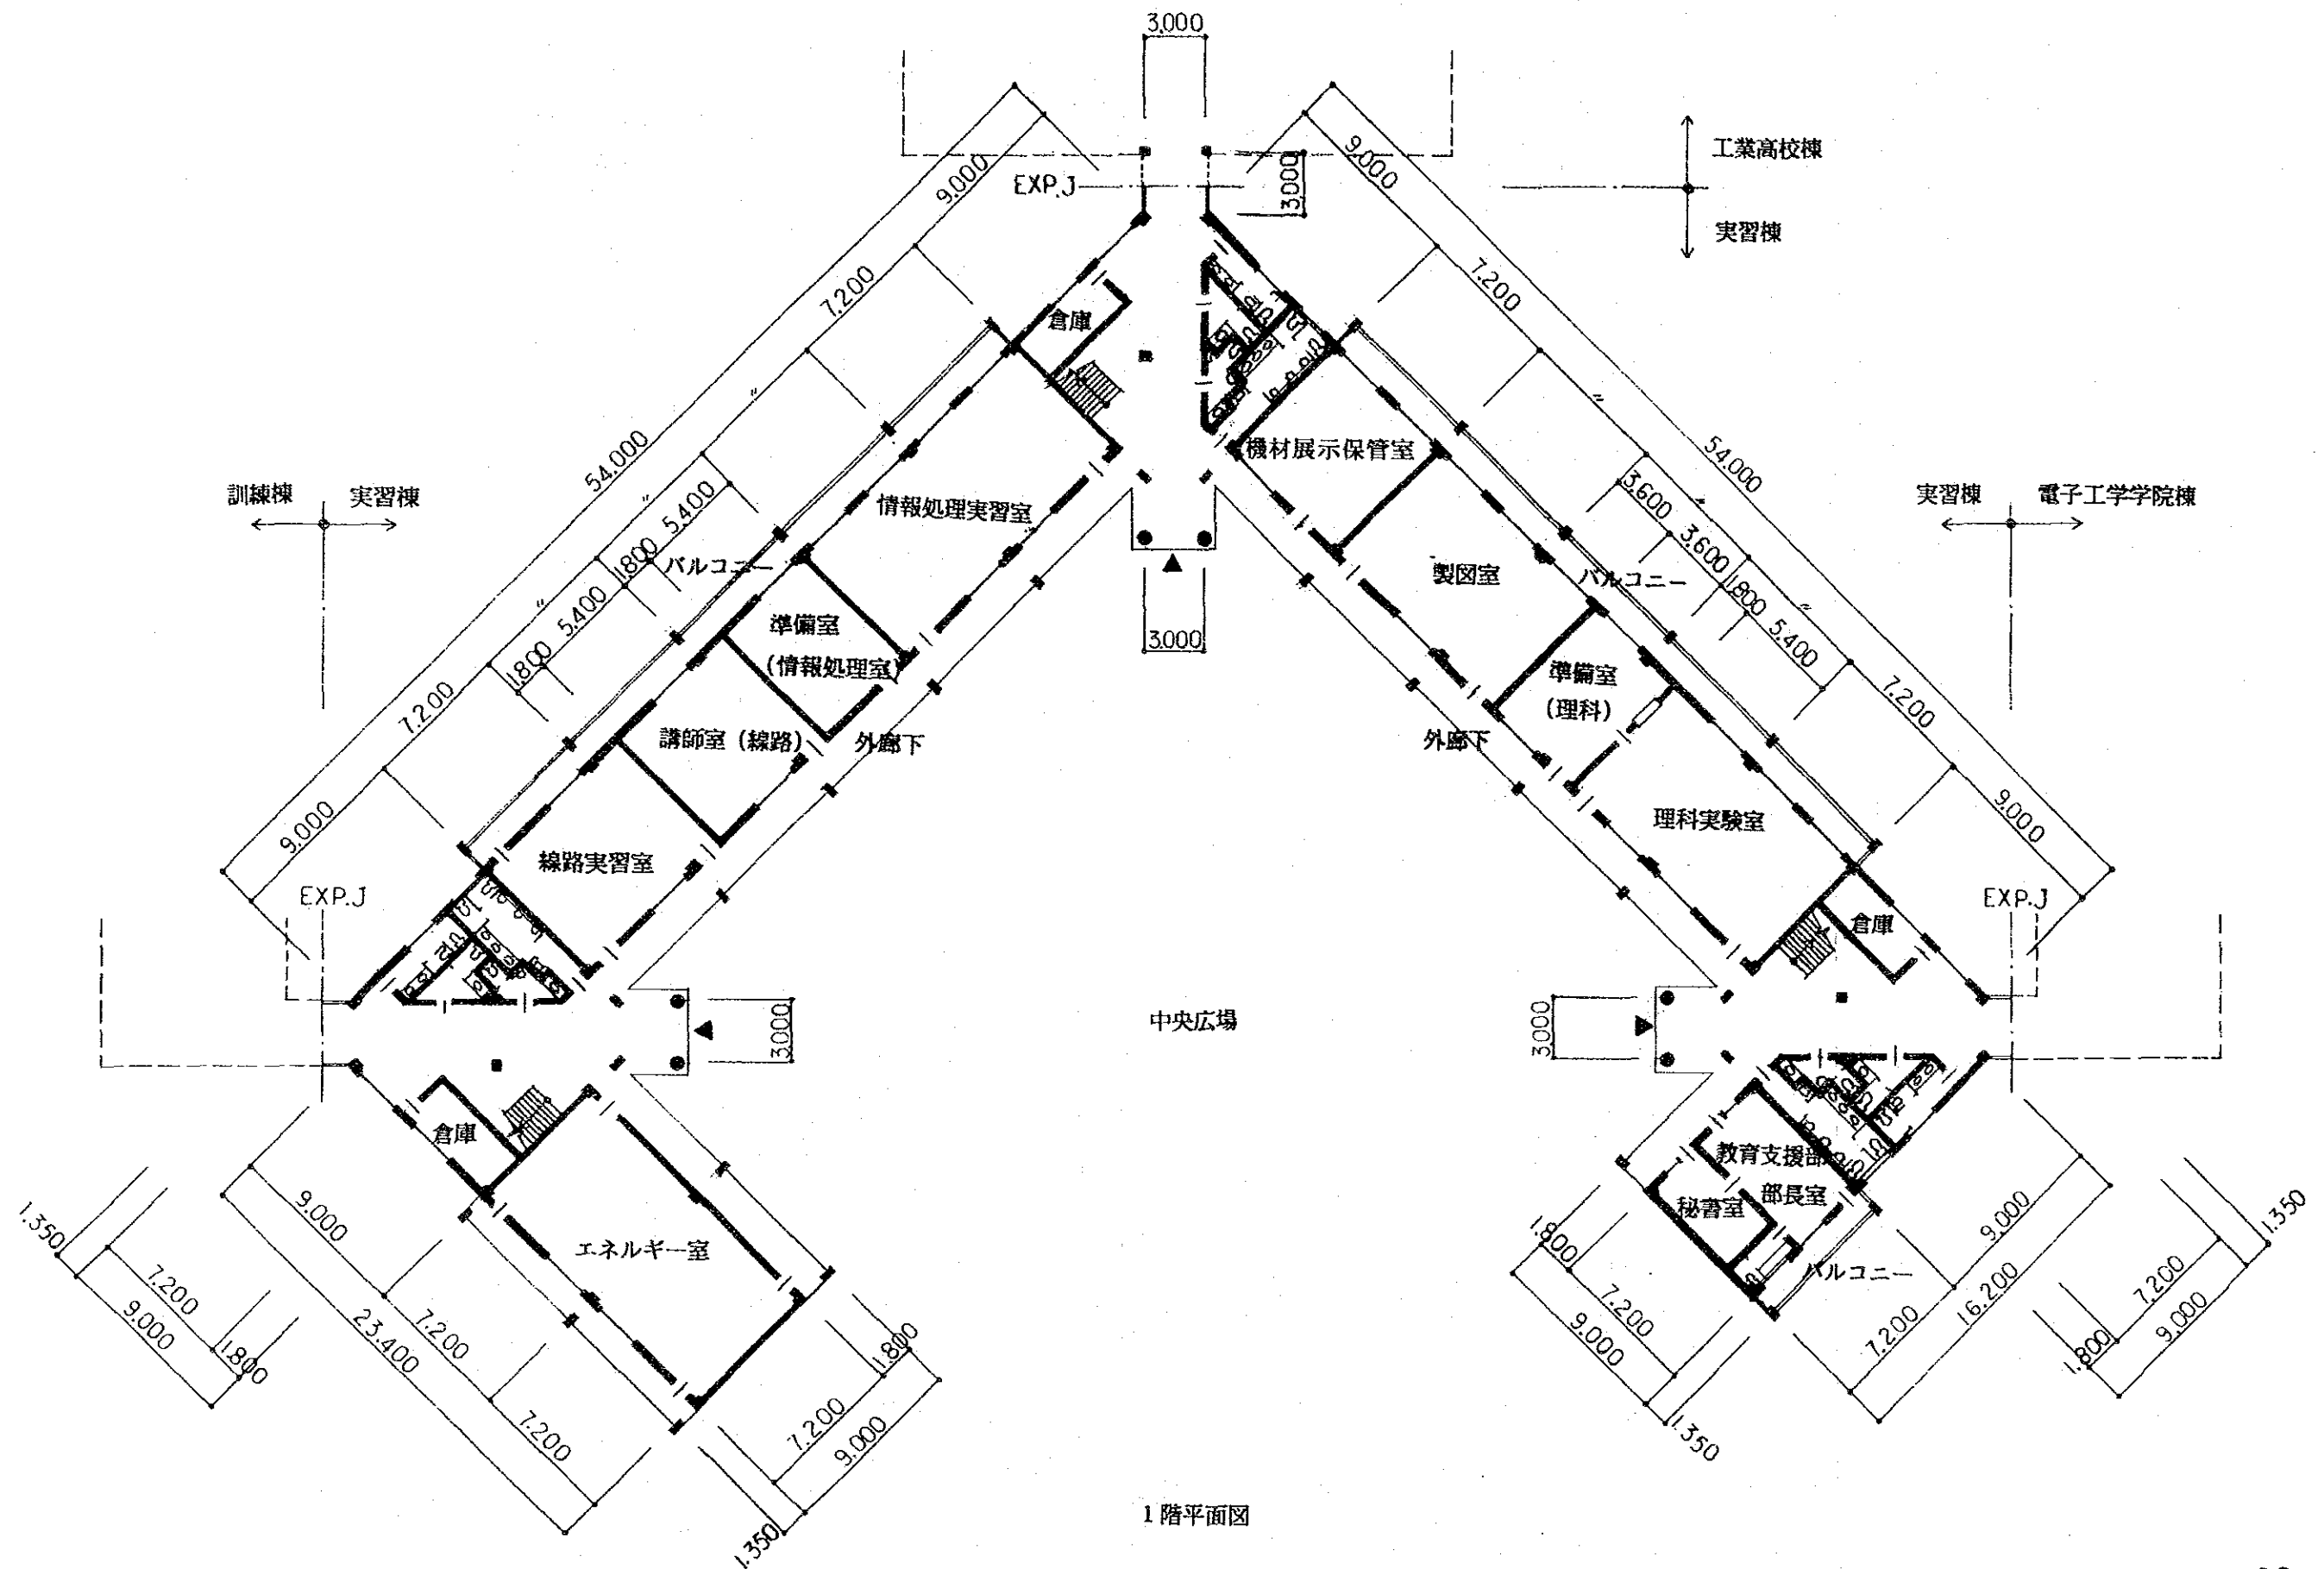 3,000
工業高校棟
9,000
9,000
EXP.J
3,000
実習棟
7,200
7,200
倉庫
〃
〃
54,000
54,000
機材展示保管室
訓練棟
実習棟
〃
5,400
情報処理実習室
3,600
〃
実習棟
電子工学学院棟
1,800
バルコニー
3,600
製図室
バルコニー
〃
5,400
1,800
〃
準備室
(情報処理室)
3,000
5,400
1,800
準備室
(理科)
7,200
7,200
講師室(線路)
外廊下
外廊下
9,000
9,000
線路実習室
理科実験室
EXP.J
EXP.J
倉庫
3,000
中央広場
3,000
倉庫
教育支援部
部長室
秘書室
エネルギー室
バルコニー
1,350
7,200
9,000
1,800
9,000
7,200
23,400
7,200
1,800
7,200
9,000
1,350
1,800
7,200
9,000
1,350
9,000
7,200
16,200
1,350
7,200
9,000
1,800
1階平面図